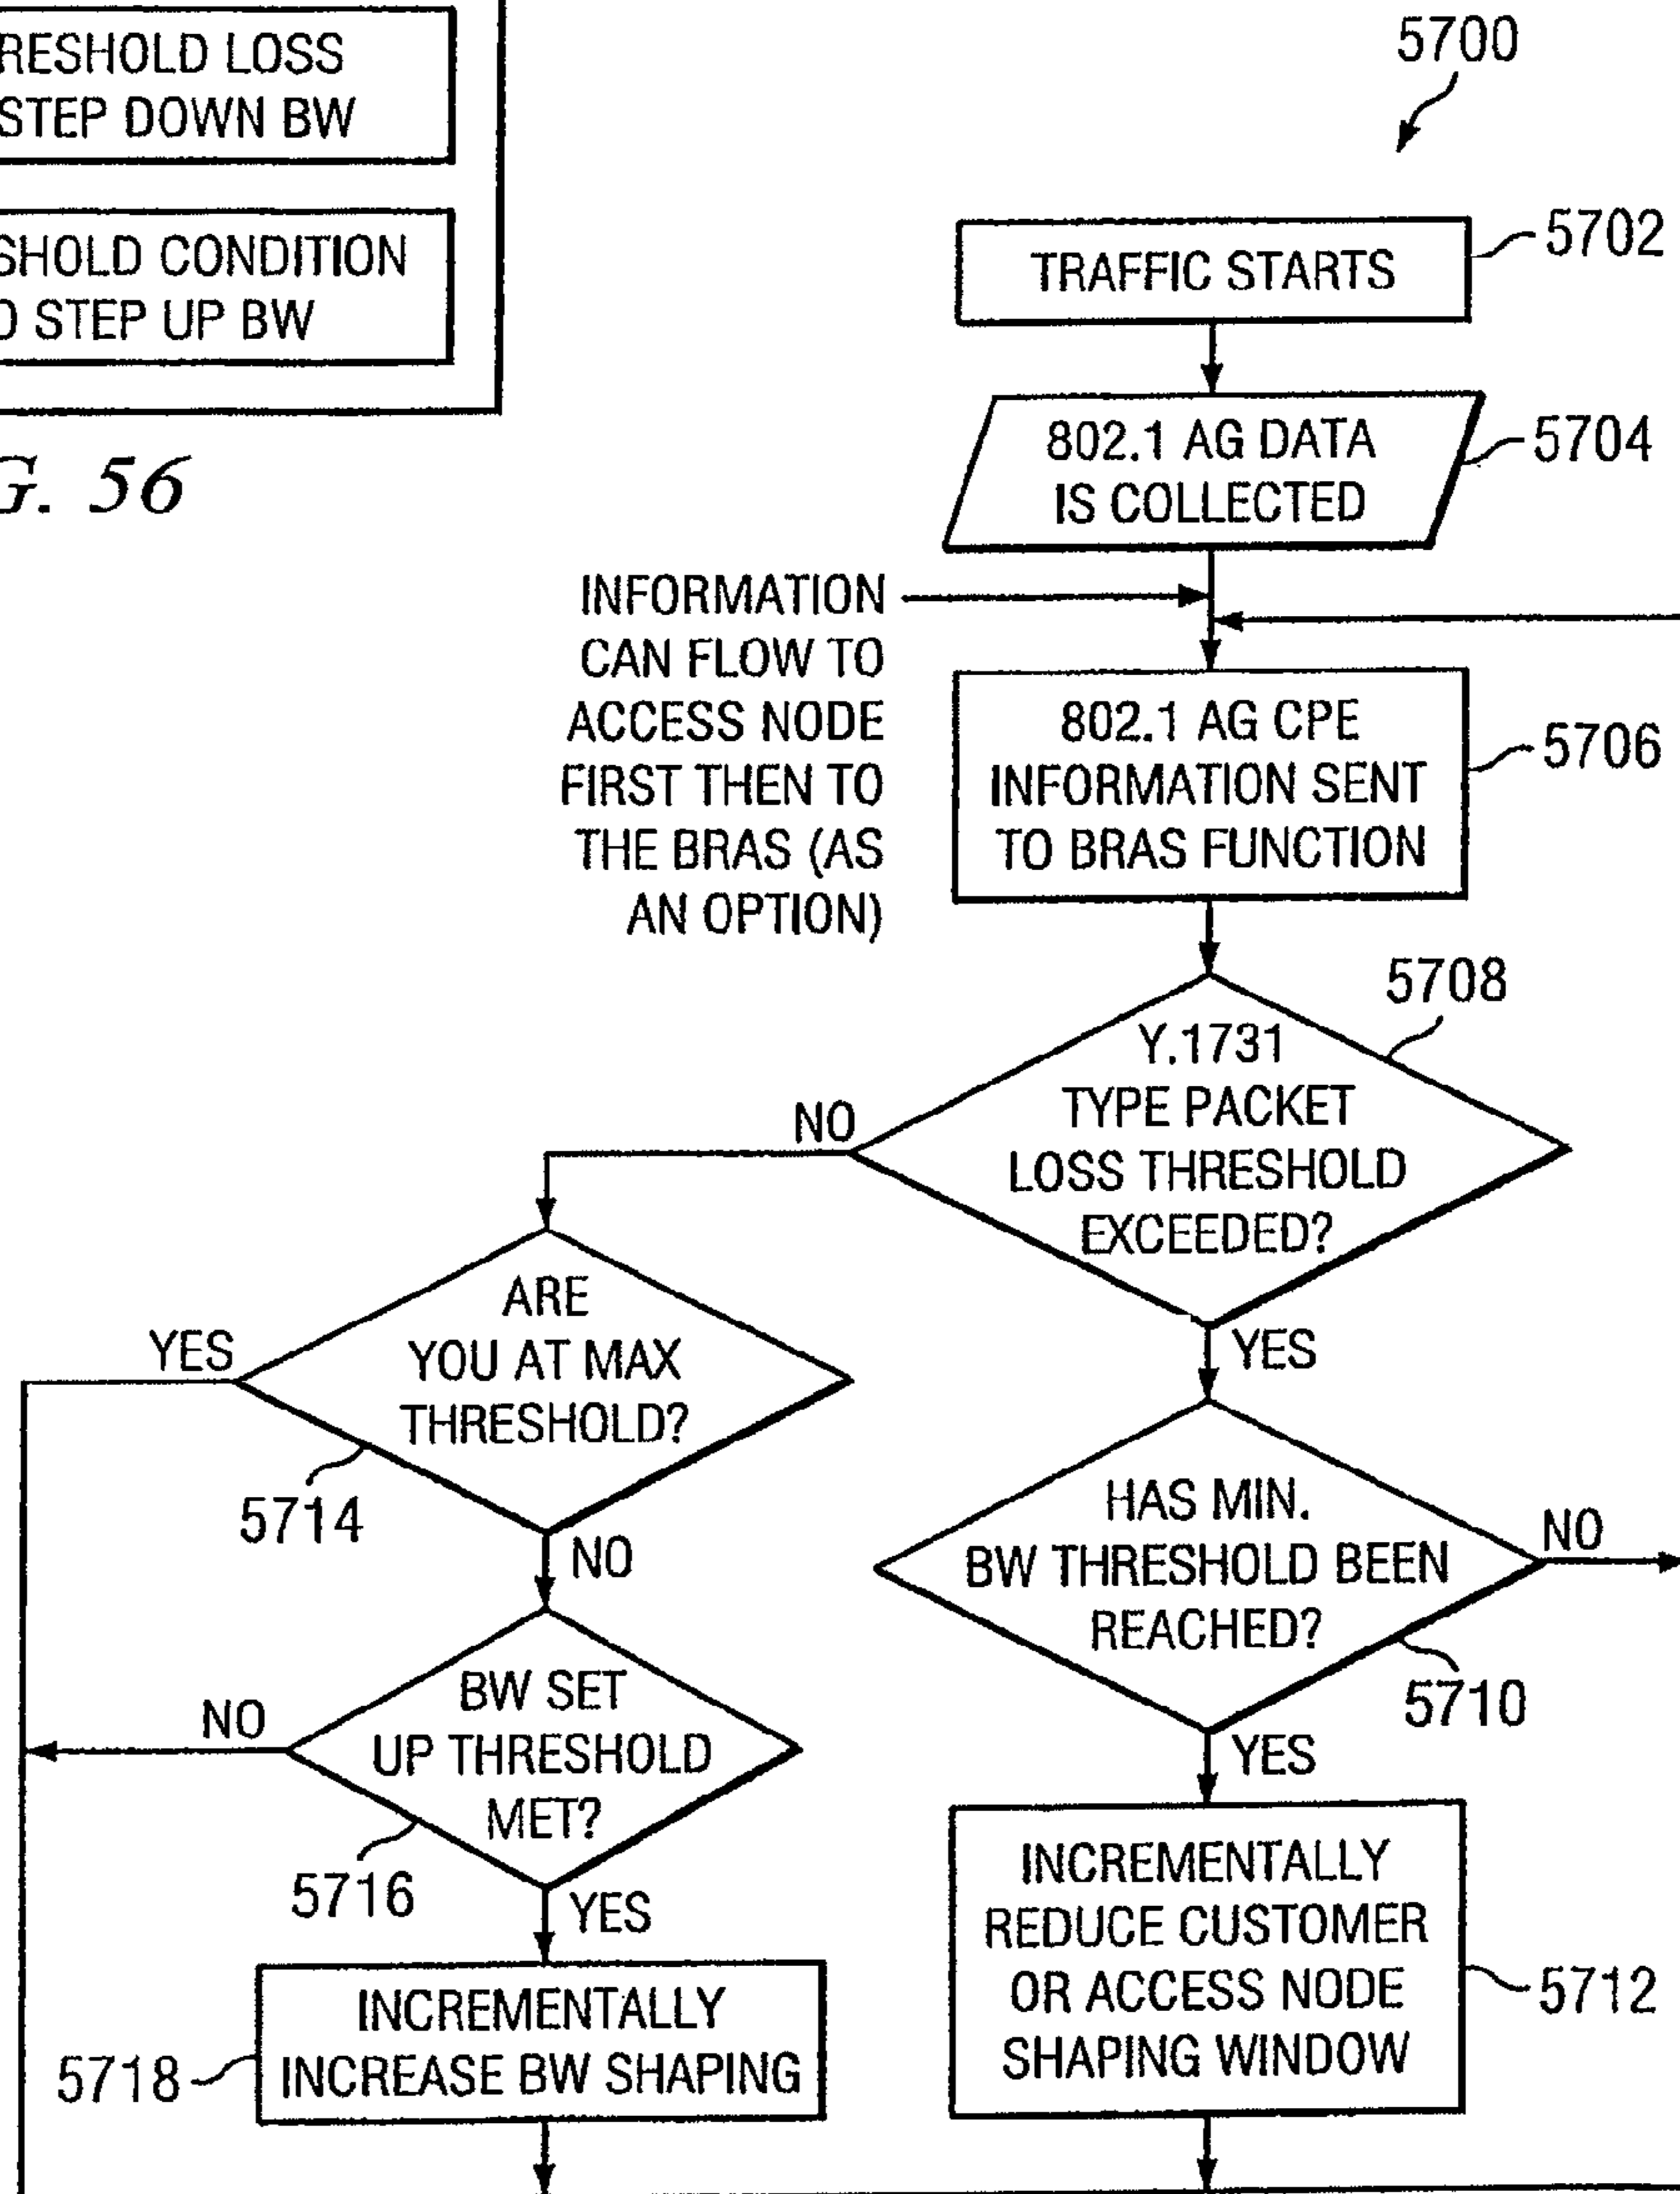 RESHOLD LOSS
STEP DOWN BW
SHOLD CONDITION
STEP UP BW
G. 56
5700
TRAFFIC STARTS
5702
802.1 AG DATA
IS COLLECTED
5704
INFORMATION
CAN FLOW TO
ACCESS NODE
FIRST THEN TO
THE BRAS (AS
AN OPTION)
802.1 AG CPE
INFORMATION SENT
TO BRAS FUNCTION
5706
5708
Y.1731
TYPE PACKET
LOSS THRESHOLD
EXCEEDED?
NO
YES
ARE
YOU AT MAX
THRESHOLD?
YES
5714
NO
HAS MIN.
BW THRESHOLD BEEN
REACHED?
NO
5710
YES
BW SET
UP THRESHOLD
MET?
NO
5716
YES
INCREMENTALLY
REDUCE CUSTOMER
OR ACCESS NODE
SHAPING WINDOW
5712
INCREMENTALLY
INCREASE BW SHAPING
5718